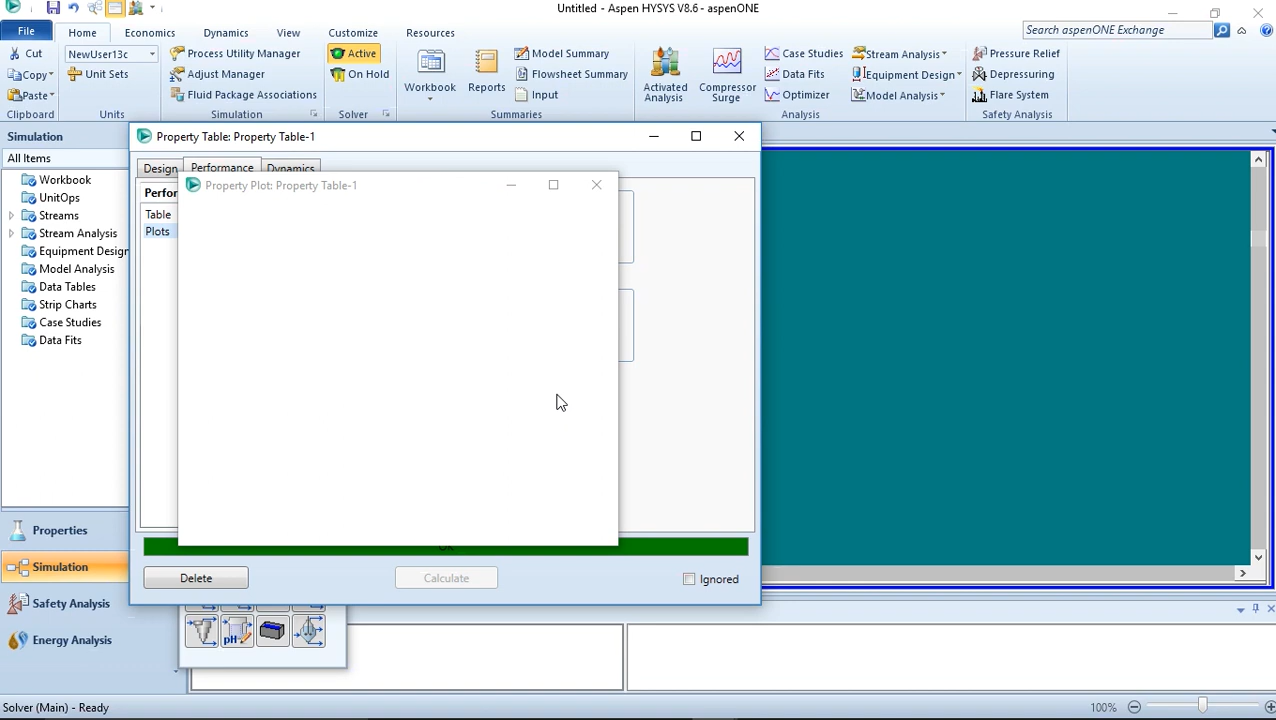 Untitled - Aspen HYSYS V8.6 - aspenONE
File
Home
Economics
Dynamics
View
Customize
Resources
Search aspenONE Exchange
Cut
Copy
Paste
Clipboard
NewUser13c
Unit Sets
Units
Process Utility Manager
Adjust Manager
Fluid Package Associations
Simulation
Active
On Hold
Solver
Workbook
Reports
Model Summary
Flowsheet Summary
Input
Summaries
Activated
Analysis
Compressor
Surge
Case Studies
Data Fits
Optimizer
Stream Analysis
Equipment Design
Model Analysis
Analysis
Pressure Relief
Depressuring
Flare System
Safety Analysis
Simulation
All Items
Workbook
UnitOps
Streams
Stream Analysis
Equipment Design
Model Analysis
Data Tables
Strip Charts
Case Studies
Data Fits
Properties
Simulation
Safety Analysis
Energy Analysis
Property Table: Property Table-1
Design
Performance
Dynamics
Perfor
Table
Plots
Property Plot: Property Table-1
OK
Delete
Calculate
Ignored
pH
Solver (Main) - Ready
100%